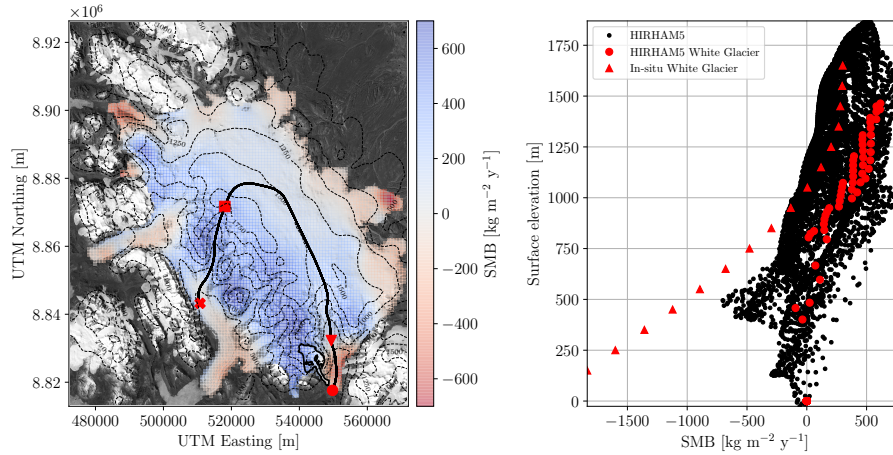 ×10⁶
8.92
8.90
8.88
8.86
8.84
8.82
UTM Northing [m]
480000 500000 520000 540000 560000
UTM Easting [m]
600
400
200
0
−200
−400
−600
SMB [kg m⁻² y⁻¹]
HIRHAM5
HIRHAM5 White Glacier
In-situ White Glacier
1750
1500
1250
1000
750
500
250
0
Surface elevation [m]
−1500 −1000 −500 0 500
SMB [kg m⁻² y⁻¹]